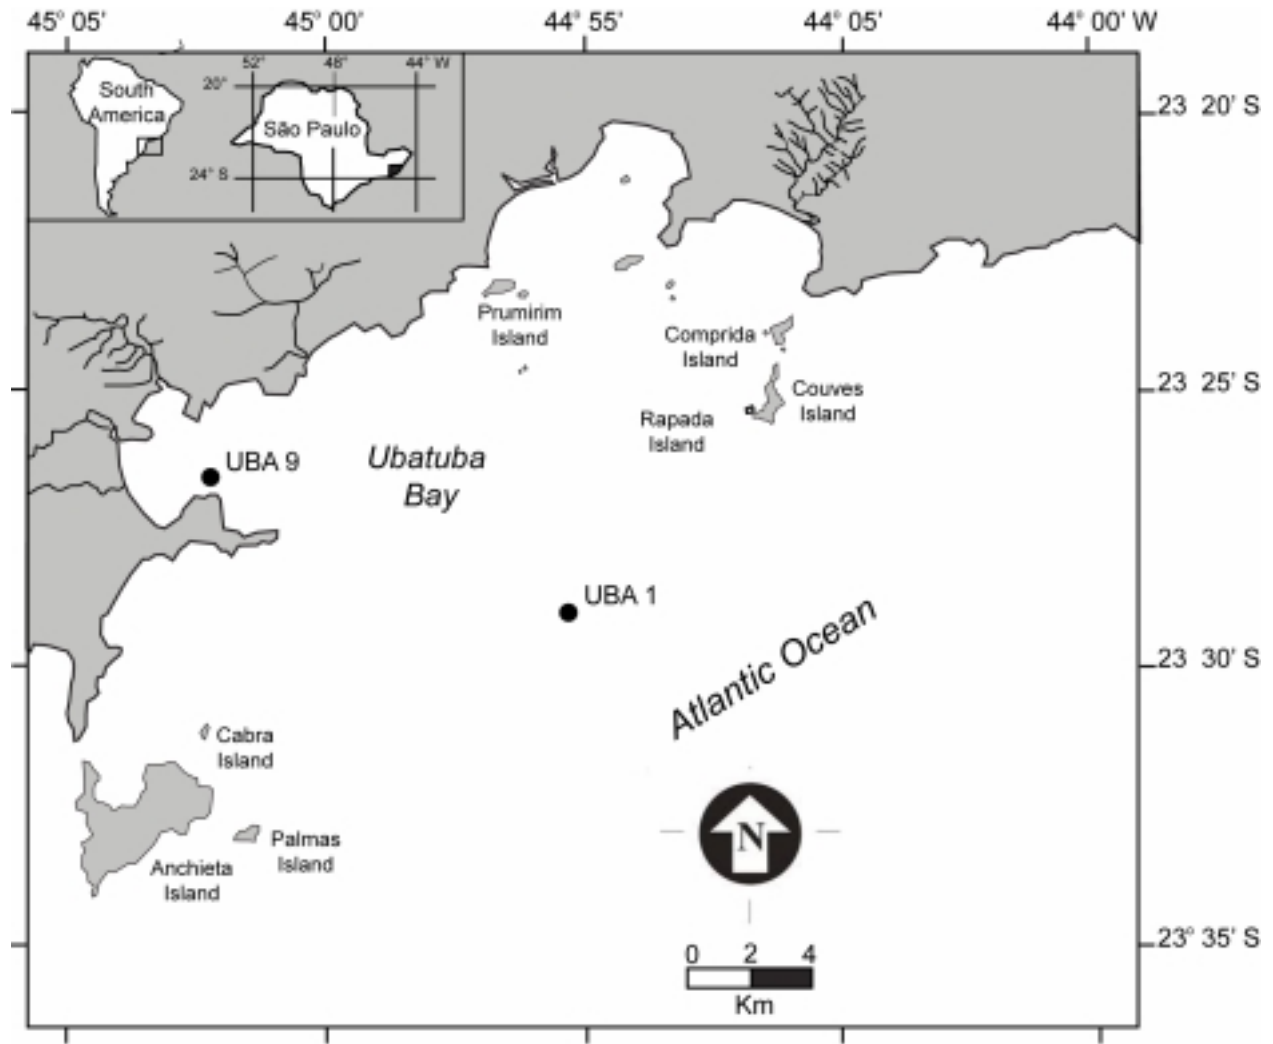 45° 05'
45° 00'
44° 55'
44° 05'
44° 00' W
52°
48°
44° W
20°
South
America
São Paulo
24° S
23 20' S
Prumirim
Island
Comprida
Island
23 25' S
Couves
Island
Rapada
Island
Ubatuba
Bay
UBA 9
UBA 1
Atlantic Ocean
23 30' S
Cabra
Island
Palmas
Island
Anchieta
Island
N
23° 35' S
0 2 4
Km